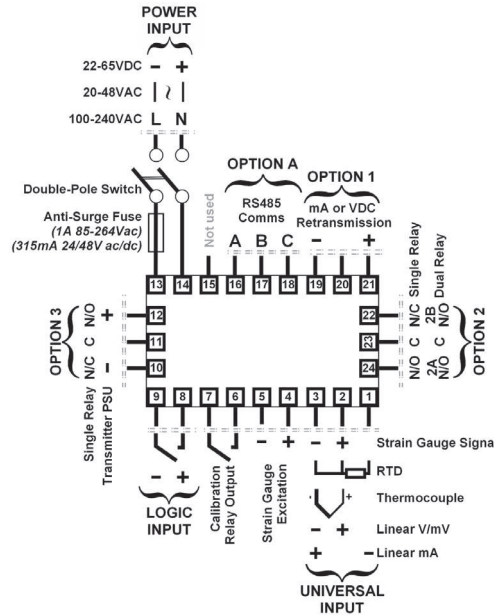 POWER
INPUT
22-65VDC − +
20-48VAC | ~ |
100-240VAC L N
Double-Pole Switch
Anti-Surge Fuse
(1A 85-264Vac)
(315mA 24/48V ac/dc)
Not used
OPTION A
RS485
Comms
A B C
OPTION 1
mA or VDC
Retransmission
− +
13 14 15 16 17 18 19 20 21
OPTION 3
Single Relay
N/O C N/C
Transmitter PSU
+ −
12
11
10
22
23
24
Single Relay
N/C C N/O
Dual Relay
2B 2A
N/O C N/O
OPTION 2
9 8 7 6 5 4 3 2 1
− +
LOGIC
INPUT
Calibration
Relay Output
− +
Strain Gauge
Excitation
− + Strain Gauge Signa
RTD
- + Thermocouple
− + Linear V/mV
+ − Linear mA
UNIVERSAL
INPUT